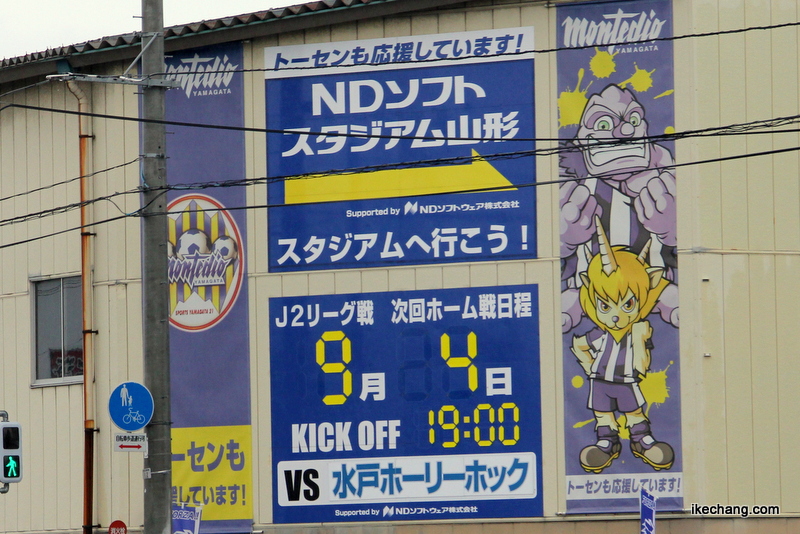 トーセンも応援しています!
NDソフト
スタジアム山形
Supported by NDソフトウェア株式会社
スタジアムへ行こう!
J2リーグ戦 次回ホーム戦日程
9月 4日
KICK OFF 19:00
VS 水戸ホーリーホック
Supported by NDソフトウェア株式会社
Montedio
YAMAGATA
Montedio
YAMAGATA
SPORTS YAMAGATA 21
ーセンも
ています!
Montedio
YAMAGATA
トーセンも応援しています!
ikechang.com